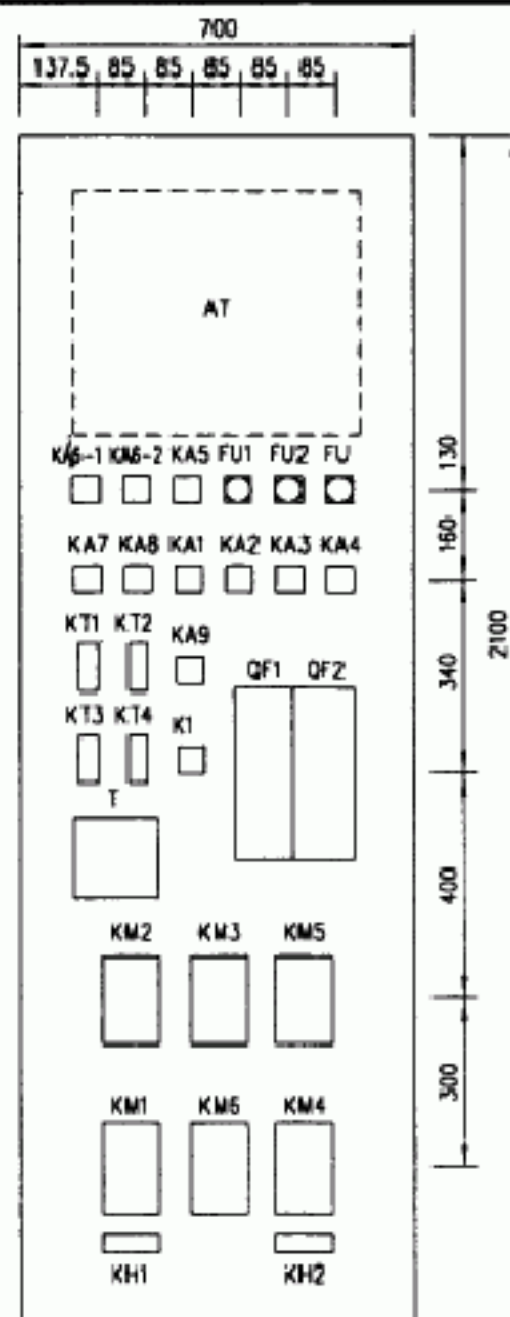 700
137.5 85 85 85 85 85
AT
130
KA6-1 KA6-2 KA5 FU1 FU2 FU
160
KA7 KA8 KA1 KA2 KA3 KA4
KT1 KT2 KA9
2100
340
QF1 QF2
KT3 KT4 K1
T
400
KM2 KM3 KM5
300
KM1 KM6 KM4
KH1 KH2